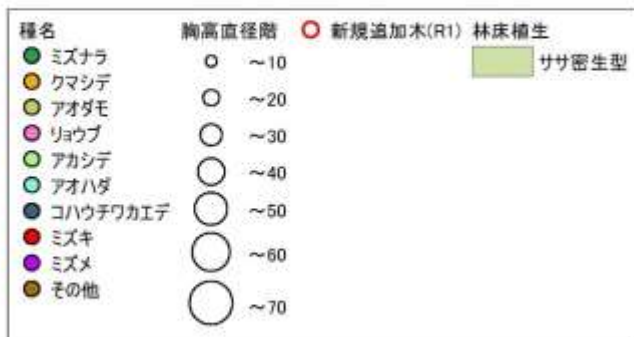 種名
ミズナラ
クマシデ
アオダモ
リョウブ
アカシデ
アオハダ
コハウチワカエデ
ミズキ
ミズメ
その他
胸高直径階
～10
～20
～30
～40
～50
～60
～70
新規追加木(R1)
林床植生
ササ密生型